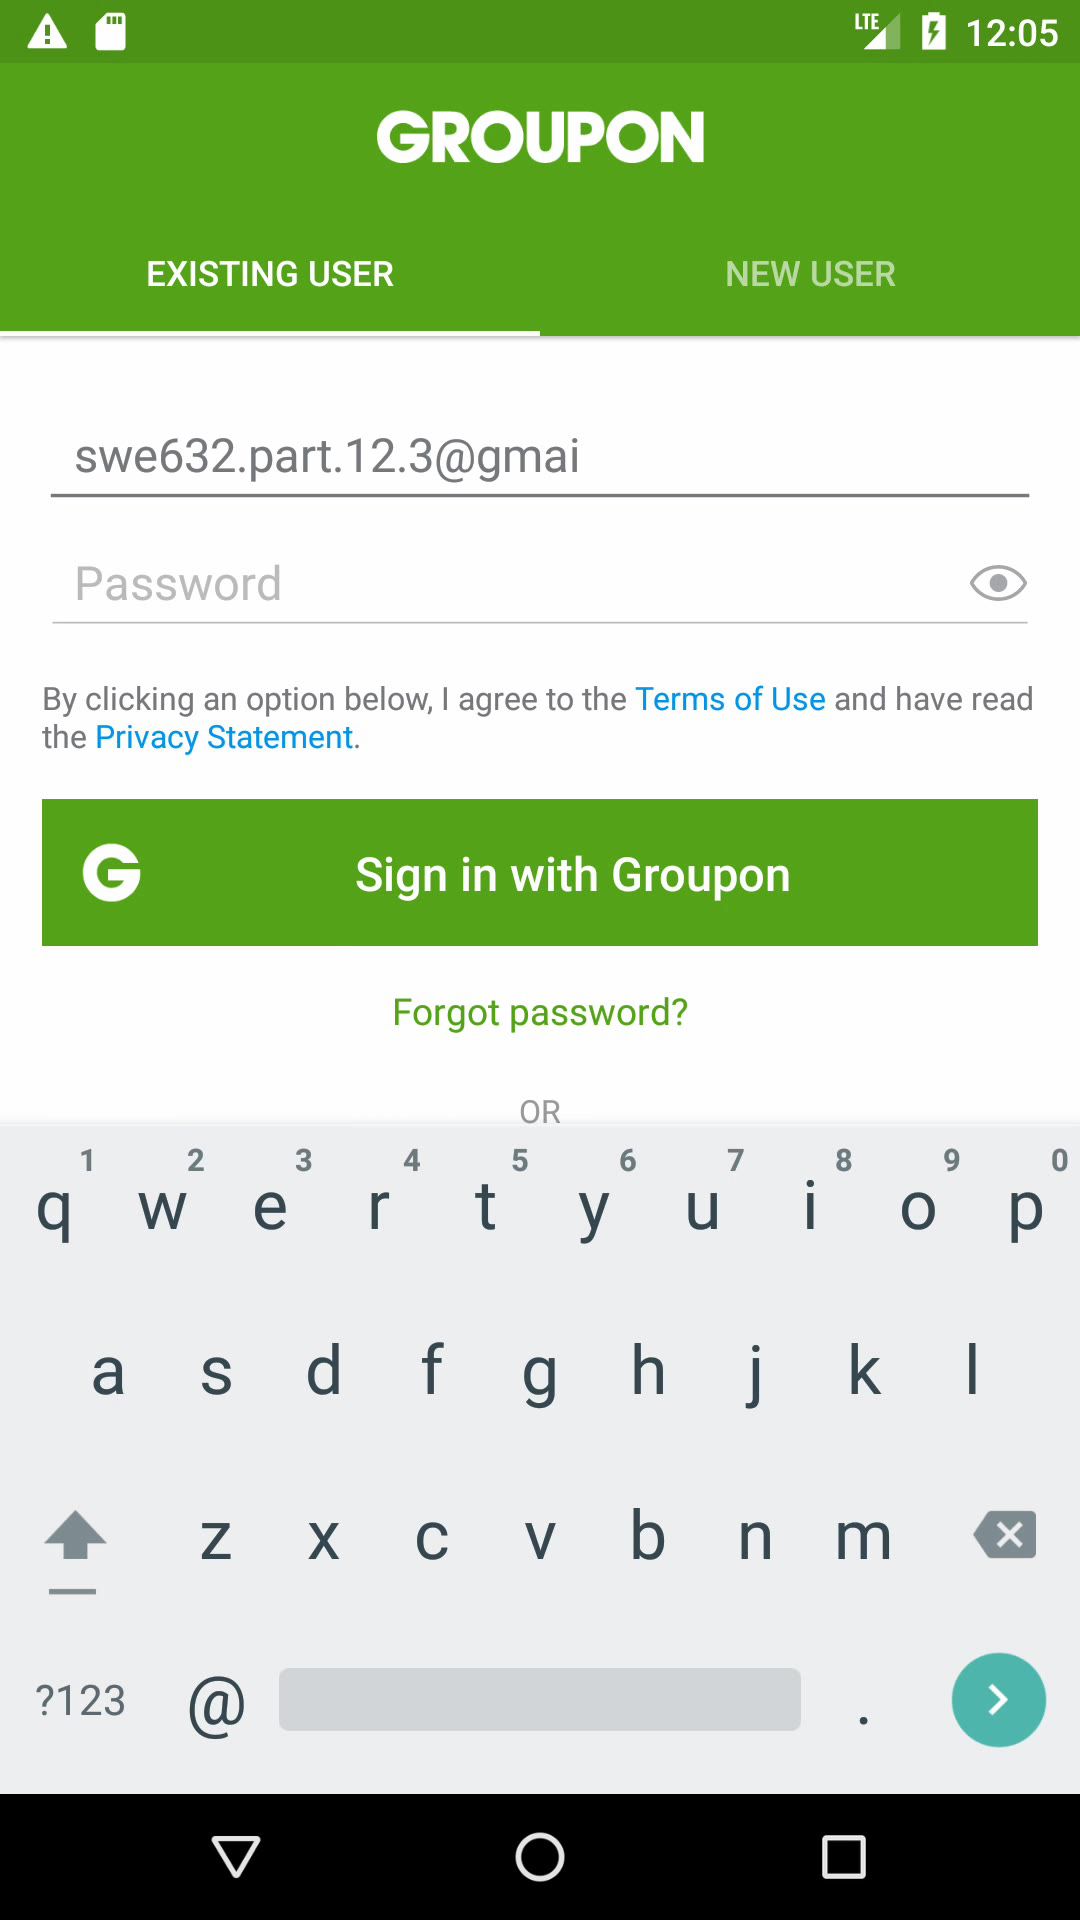 LTE 12:05
GROUPON
EXISTING USER NEW USER
swe632.part.12.3@gmai
Password
By clicking an option below, I agree to the Terms of Use and have read
the Privacy Statement.
G Sign in with Groupon
Forgot password?
OR
1 2 3 4 5 6 7 8 9 0
q w e r t y u i o p
a s d f g h j k l
z x c v b n m
?123 @ .